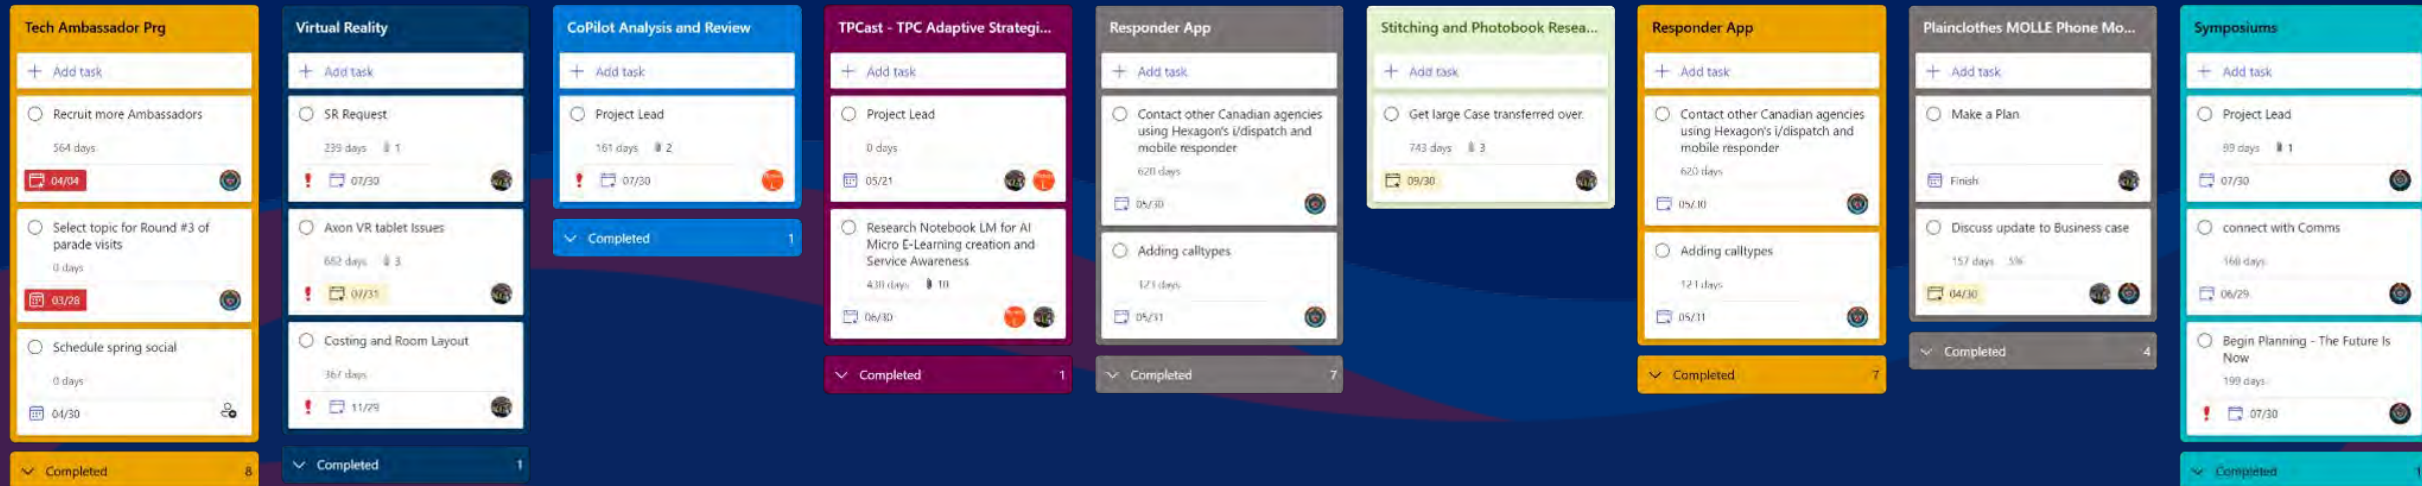 Tech Ambassador Prg
Add task
Recruit more Ambassadors
564 days
04/04
Select topic for Round #3 of
parade visits
0 days
03/28
Schedule spring social
0 days
04/30
Completed 8
Virtual Reality
Add task
SR Request
239 days 1
07/30
Axon VR tablet Issues
682 days 3
07/31
Costing and Room Layout
367 days
11/29
Completed 1
CoPilot Analysis and Review
Add task
Project Lead
161 days 2
07/30
Completed 1
TPCast - TPC Adaptive Strategi...
Add task
Project Lead
0 days
05/21
Research Notebook LM for AI
Micro E-Learning creation and
Service Awareness
430 days 10
06/30
Completed 1
Responder App
Add task
Contact other Canadian agencies
using Hexagon's i/dispatch and
mobile responder
620 days
05/30
Adding calltypes
121 days
05/31
Completed 7
Stitching and Photobook Resea...
Add task
Get large Case transferred over.
743 days 3
09/30
Responder App
Add task
Contact other Canadian agencies
using Hexagon's i/dispatch and
mobile responder
620 days
05/30
Adding calltypes
121 days
05/31
Completed 7
Plainclothes MOLLE Phone Mo...
Add task
Make a Plan
Finish
Discuss update to Business case
157 days 5%
04/30
Completed 4
Symposiums
Add task
Project Lead
99 days 1
07/30
connect with Comms
168 days
06/29
Begin Planning - The Future Is
Now
199 days
07/30
Completed